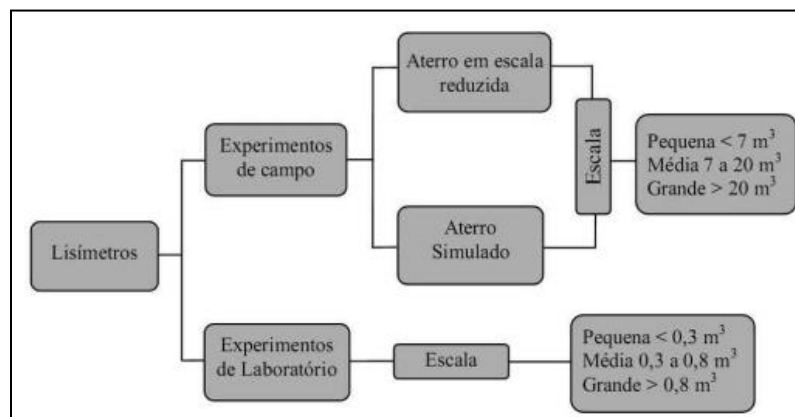 Lisímetros
Experimentos
de campo
Aterro em escala
reduzida
Aterro
Simulado
Escala
Pequena < 7 m³
Média 7 a 20 m³
Grande > 20 m³
Experimentos
de Laboratório
Escala
Pequena < 0,3 m³
Média 0,3 a 0,8 m³
Grande > 0,8 m³